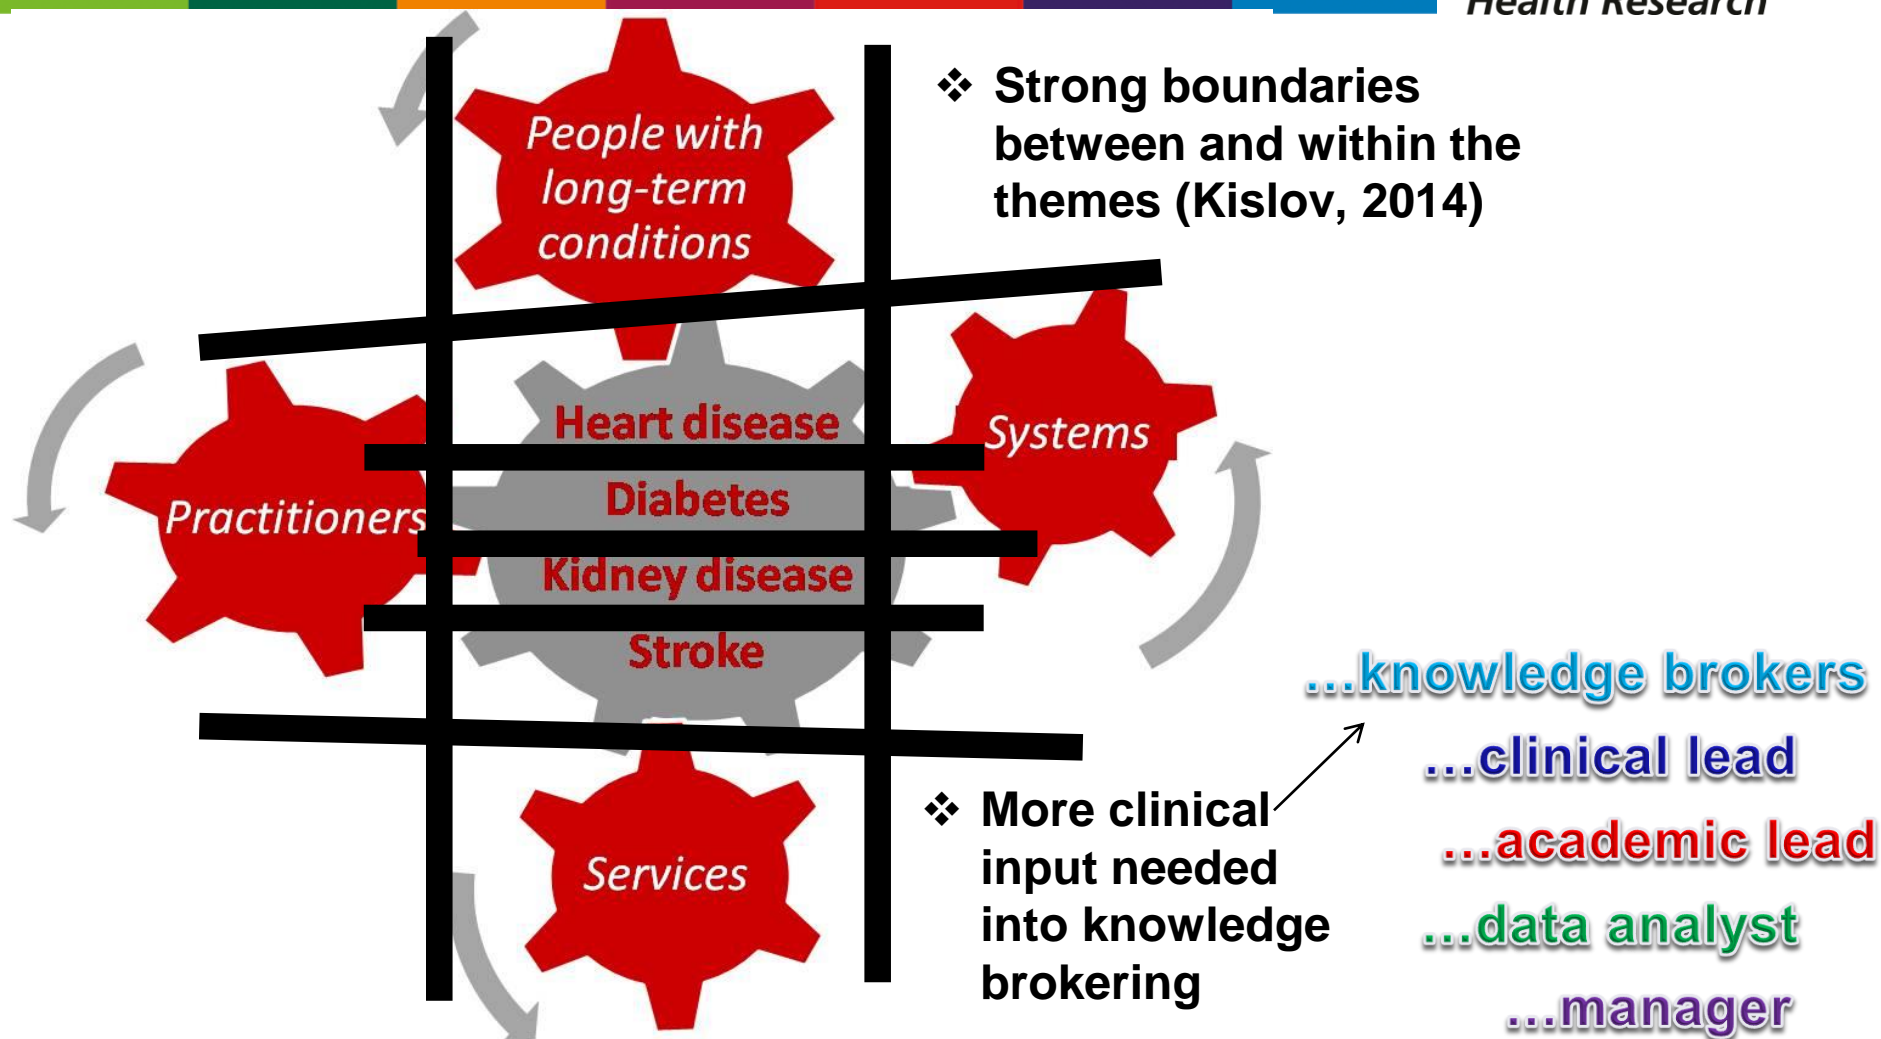 Health Research
❖ Strong boundaries
between and within the
themes (Kislov, 2014)
People with
long-term
conditions
Heart disease
Systems
Diabetes
Practitioners
Kidney disease
Stroke
Services
❖ More clinical
input needed
into knowledge
brokering
...knowledge brokers
...clinical lead
...academic lead
...data analyst
...manager